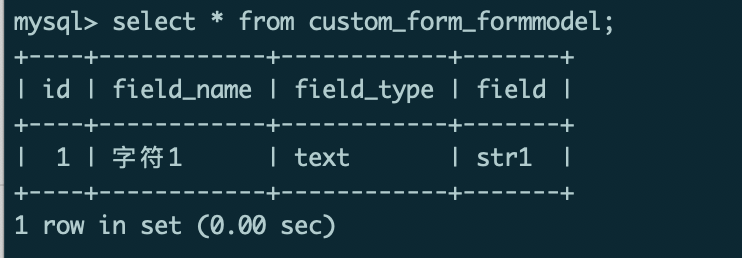 mysql> select * from custom_form_formmodel;
+----+------------+------------+-------+
| id | field_name | field_type | field |
+----+------------+------------+-------+
|  1 | 字符1      | text       | str1  |
+----+------------+------------+-------+
1 row in set (0.00 sec)